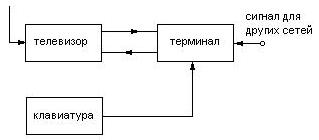 сигнал для
других сетей
телевизор
терминал
клавиатура